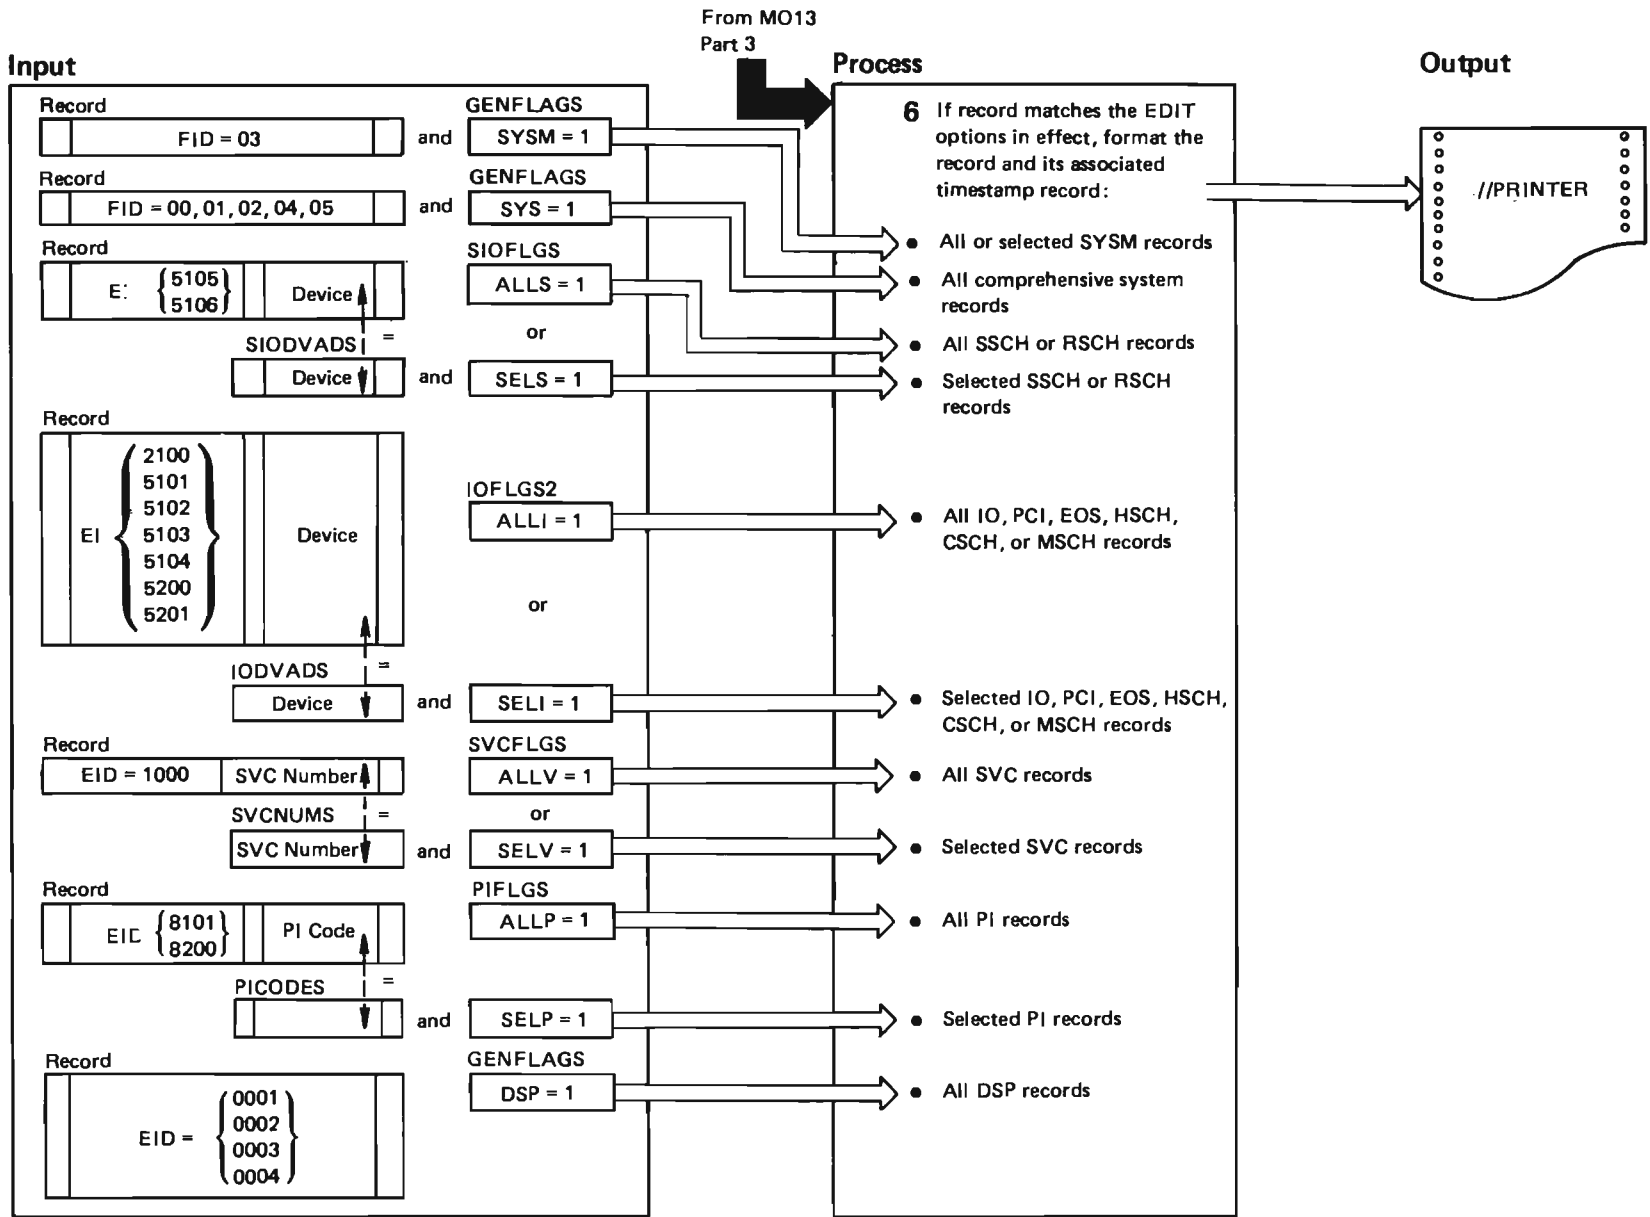 From MO13
Part 3
Input
Process
Output
Record
FID = 03
and
GENFLAGS
SYSM = 1
Record
FID = 00, 01, 02, 04, 05
and
GENFLAGS
SYS = 1
Record
5105
5106
Device
SIOFLGS
ALLS = 1
=
or
SIODVADS
Device
and
SELS = 1
Record
EI
2100
5101
5102
5103
5104
5200
5201
Device
IOFLGS2
ALLI = 1
or
=
IODVADS
Device
and
SELI = 1
Record
EID = 1000
SVC Number
SVCFLGS
ALLV = 1
SVCNUMS
=
or
SVC Number
and
SELV = 1
Record
8101
8200
PI Code
PIFLGS
ALLP = 1
PICODES
=
and
SELP = 1
Record
EID =
0001
0002
0003
0004
GENFLAGS
DSP = 1
6 If record matches the EDIT
options in effect, format the
record and its associated
timestamp record:
• All or selected SYSM records
• All comprehensive system
records
• All SSCH or RSCH records
• Selected SSCH or RSCH
records
• All IO, PCI, EOS, HSCH,
CSCH, or MSCH records
• Selected IO, PCI, EOS, HSCH,
CSCH, or MSCH records
• All SVC records
• Selected SVC records
• All PI records
• Selected PI records
• All DSP records
//PRINTER